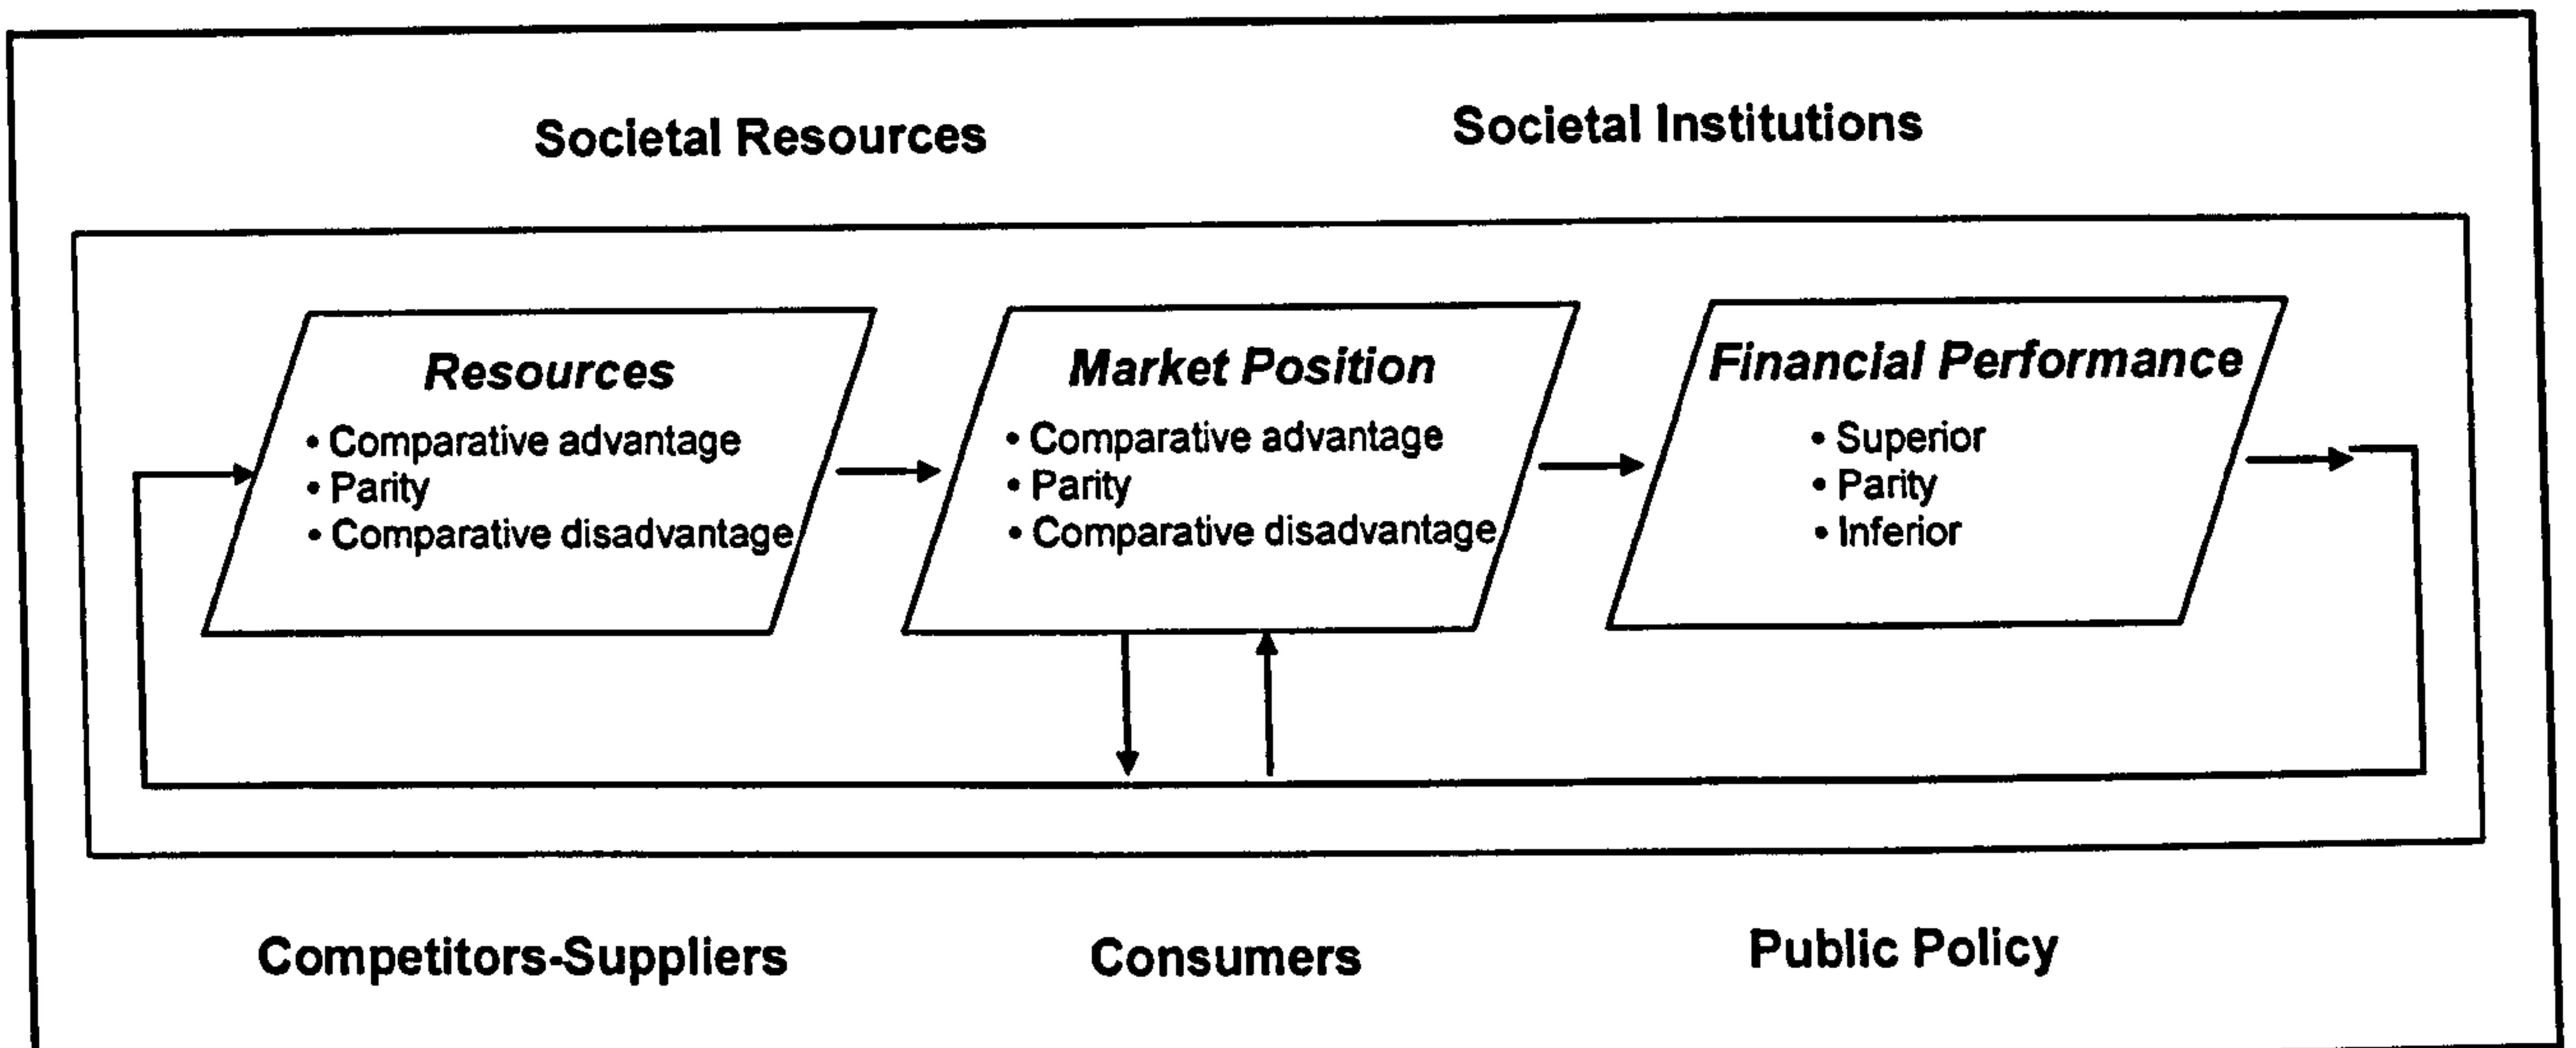 Societal Resources
Societal Institutions
Resources
• Comparative advantage
• Parity
• Comparative disadvantage
Market Position
• Comparative advantage
• Parity
• Comparative disadvantage
Financial Performance
• Superior
• Parity
• Inferior
Competitors-Suppliers
Consumers
Public Policy